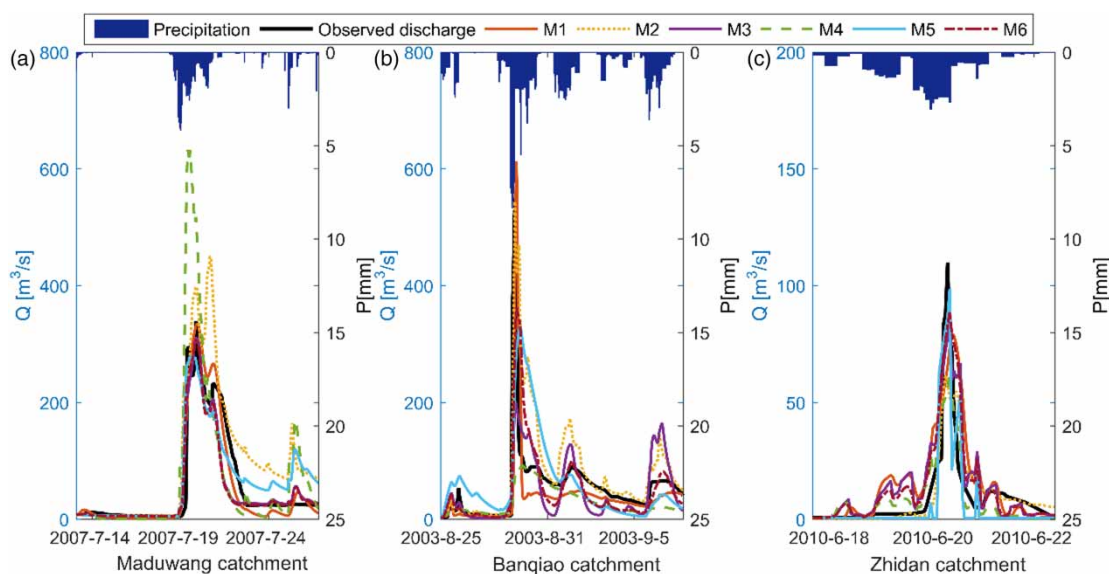 Precipitation Observed discharge M1 M2 M3 M4 M5 M6
(a) 800 600 400 200 0
Q [m³/s]
0 5 10 15 20 25
P[mm]
2007-7-14 2007-7-19 2007-7-24
Maduwang catchment
(b) 800 600 400 200 0
Q [m³/s]
0 5 10 15 20 25
P[mm]
2003-8-25 2003-8-31 2003-9-5
Banqiao catchment
(c) 200 150 100 50 0
Q [m³/s]
0 5 10 15 20 25
P[mm]
2010-6-18 2010-6-20 2010-6-22
Zhidan catchment